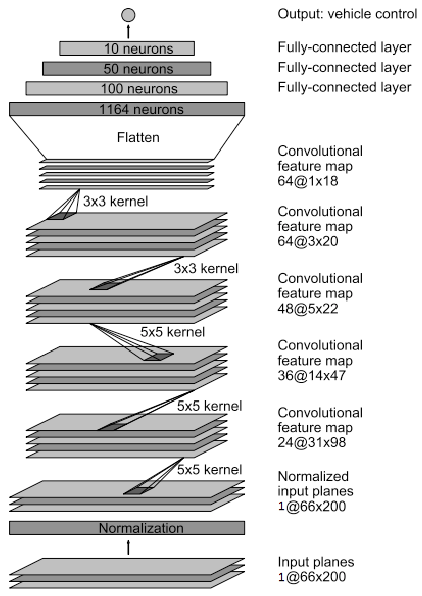 Output: vehicle control
10 neurons
Fully-connected layer
50 neurons
Fully-connected layer
100 neurons
Fully-connected layer
1164 neurons
Flatten
Convolutional
feature map
64@1x18
3x3 kernel
Convolutional
feature map
64@3x20
3x3 kernel
Convolutional
feature map
48@5x22
5x5 kernel
Convolutional
feature map
36@14x47
5x5 kernel
Convolutional
feature map
24@31x98
5x5 kernel
Normalized
input planes
1@66x200
Normalization
Input planes
1@66x200